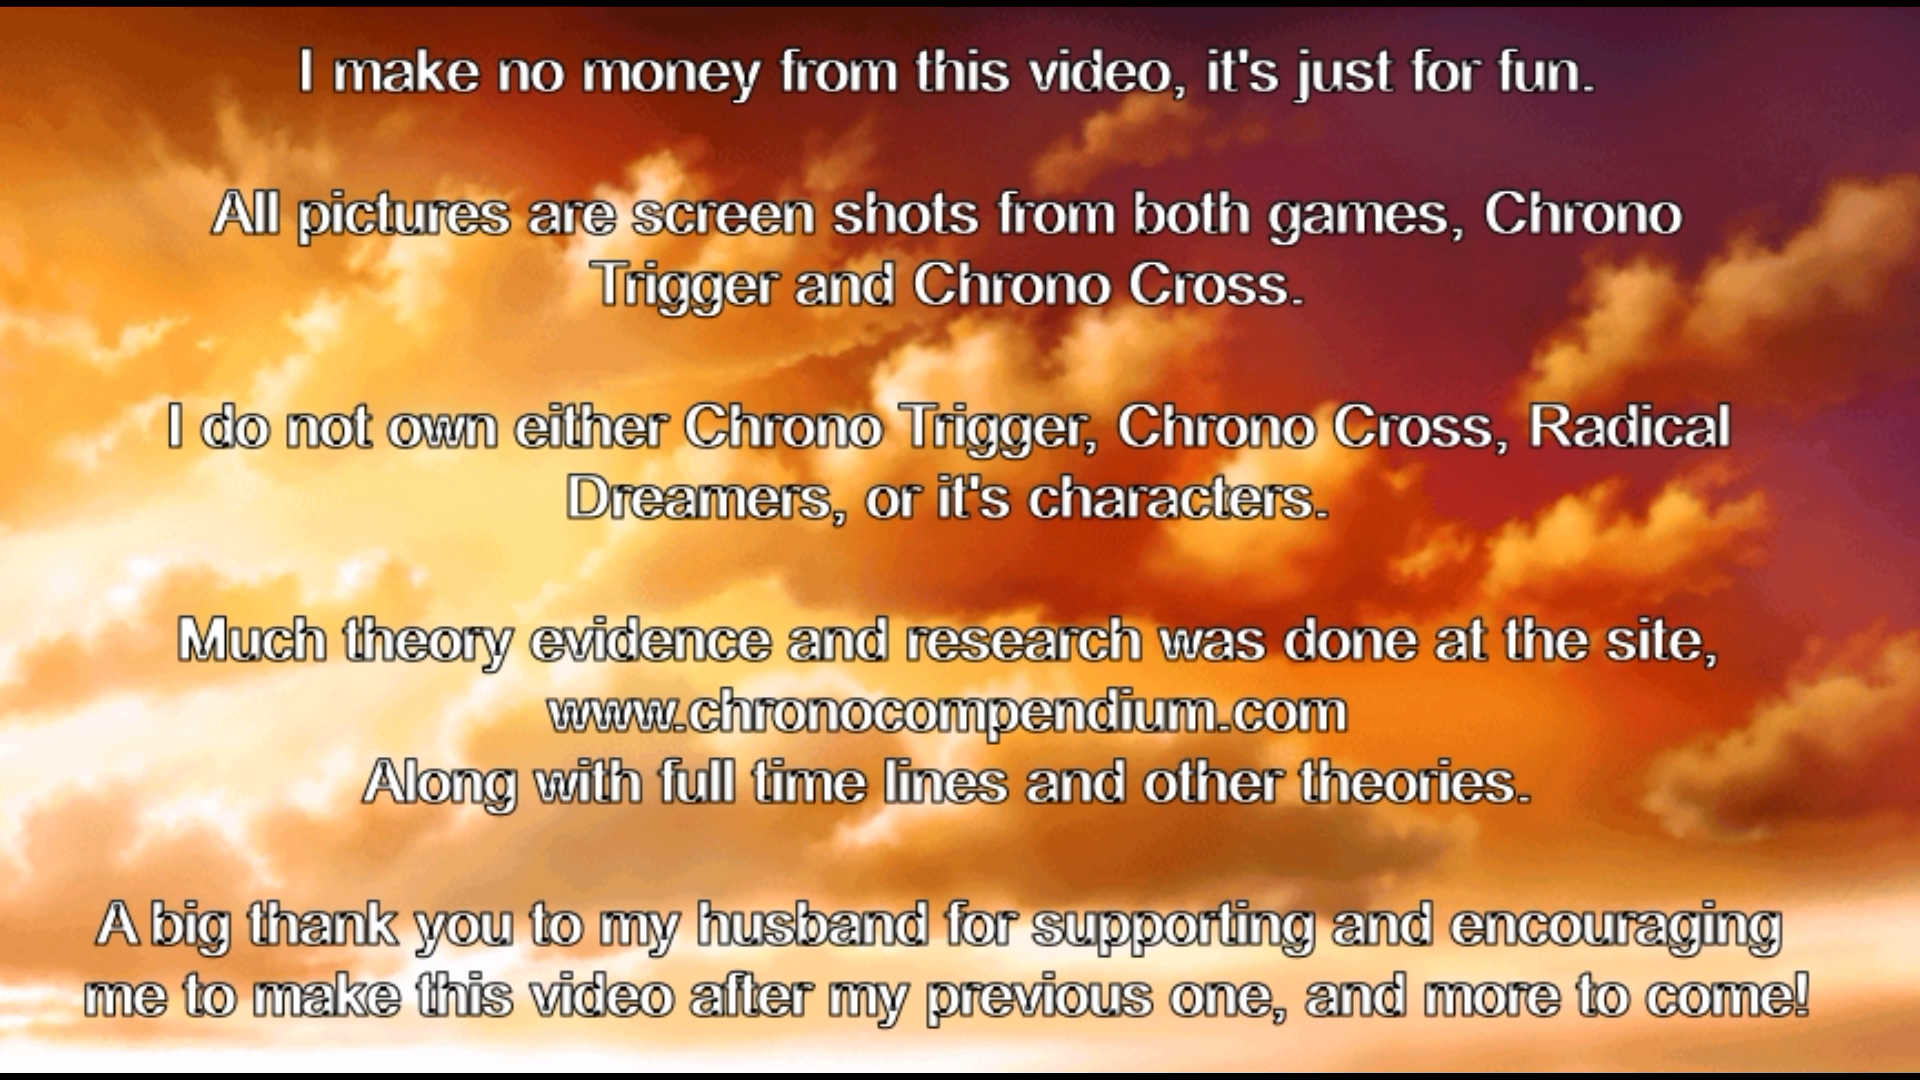 I make no money from this video, it's just for fun.
All pictures are screen shots from both games, Chrono
Trigger and Chrono Cross.
I do not own either Chrono Trigger, Chrono Cross, Radical
Dreamers, or it's characters.
Much theory evidence and research was done at the site,
www.chronocompendium.com
Along with full time lines and other theories.
A big thank you to my husband for supporting and encouraging
me to make this video after my previous one, and more to come!